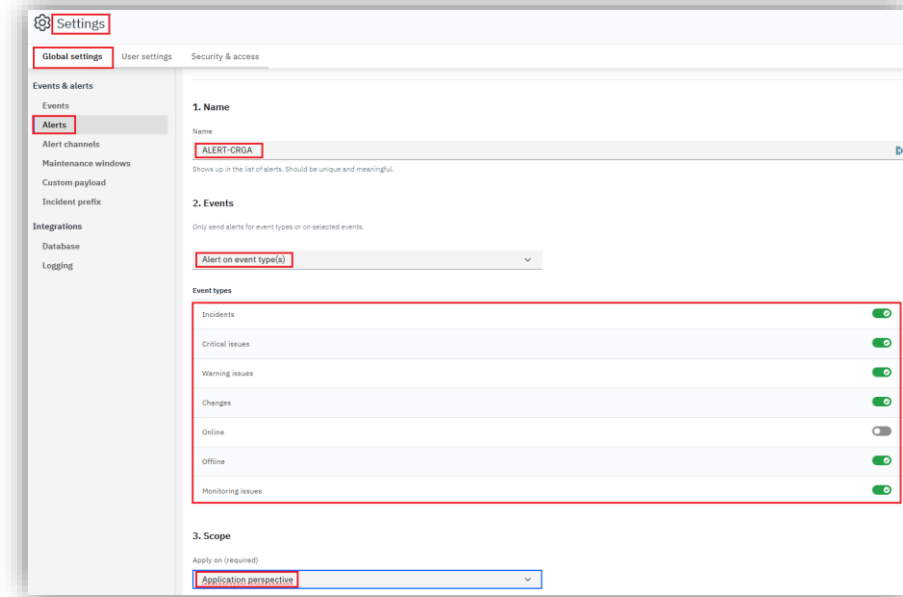 Settings
Global settings User settings Security & access
Events & alerts
Events
Alerts
Alert channels
Maintenance windows
Custom payload
Incident prefix
Integrations
Database
Logging
1. Name
Name
ALERT-CRGA
Shows up in the list of alerts. Should be unique and meaningful.
2. Events
Only send alerts for event types or on selected events.
Alert on event type(s)
Event types
Incidents
Critical issues
Warning issues
Changes
Online
Offline
Monitoring issues
3. Scope
Apply on (required)
Application perspective